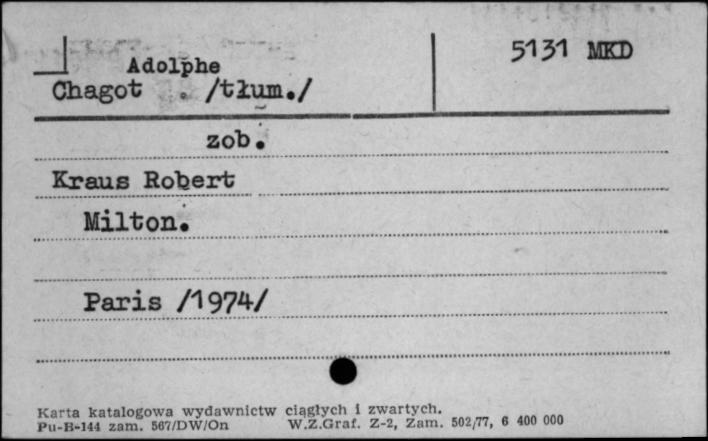 5131 MKD
Adolphe
Chagot . /tłum./
zob.
Kraus Robert
Milton.
Paris /1974/
Karta katalogowa wydawnictw ciągłych i zwartych.
Pu-B-144 zam. 567/DW/On W.Z.Graf. Z-2, Zam. 502/77, 6 400 000